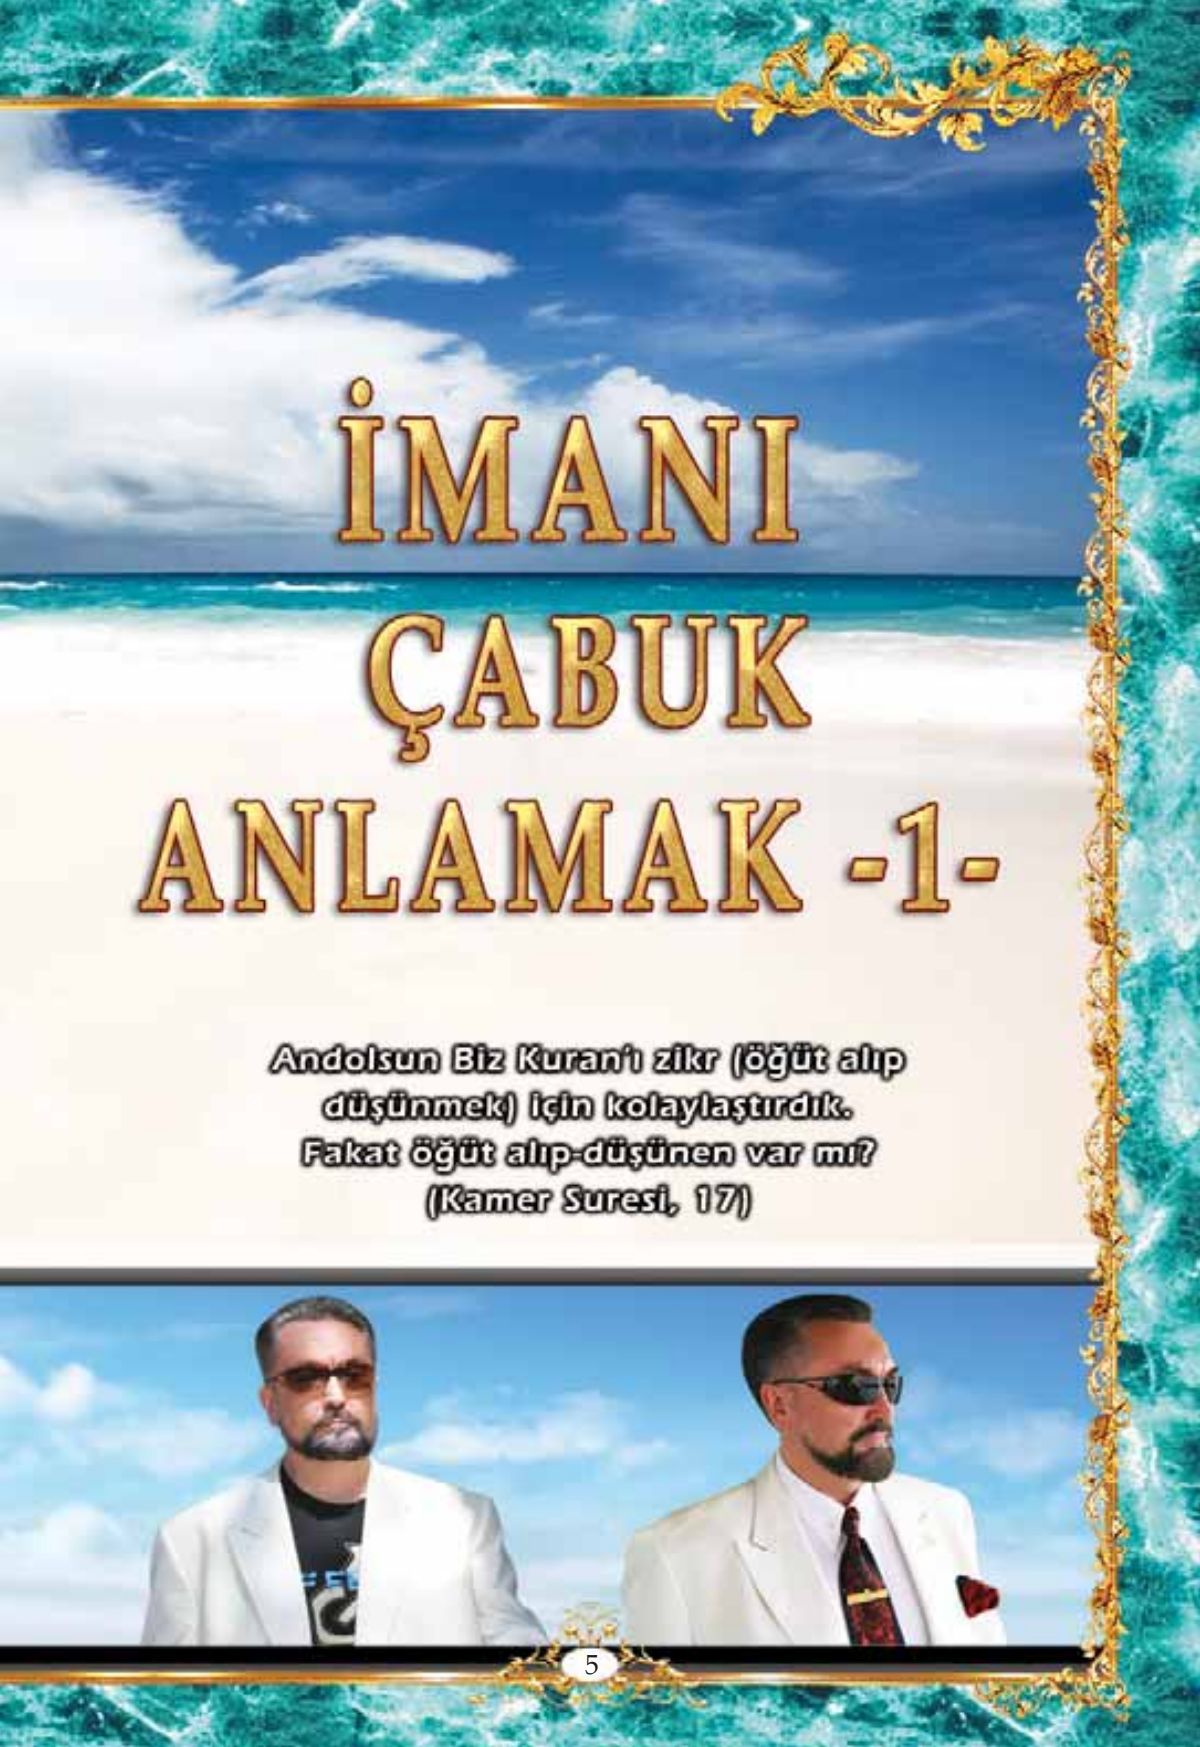 İMANI
ÇABUK
ANLAMAK -1-
Andolsun Biz Kuran'ı zikr (öğüt alıp
düşünmek) için kolaylaştırdık.
Fakat öğüt alıp-düşünen var mı?
(Kamer Suresi, 17)
5